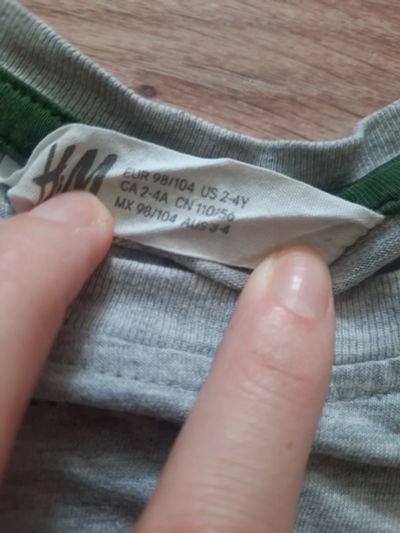 H&M
EUR 98/104 US 2-4Y
CA 2-4A CN 110/56
MX 98/104 AUS 3-4